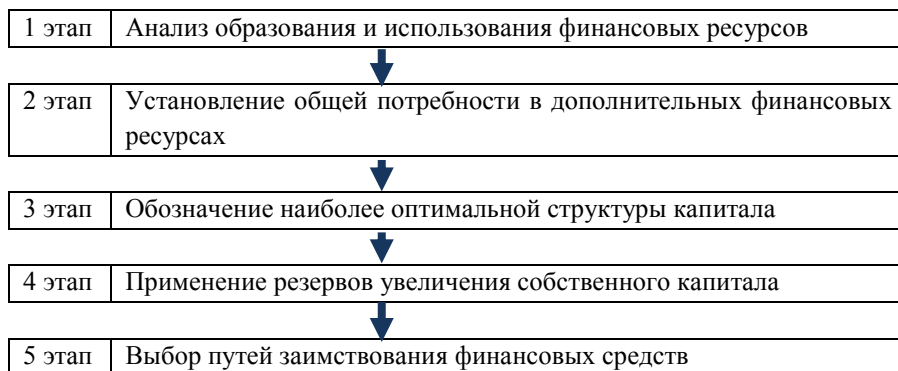 1 этап Анализ образования и использования финансовых ресурсов
2 этап Установление общей потребности в дополнительных финансовых
ресурсах
3 этап Обозначение наиболее оптимальной структуры капитала
4 этап Применение резервов увеличения собственного капитала
5 этап Выбор путей заимствования финансовых средств